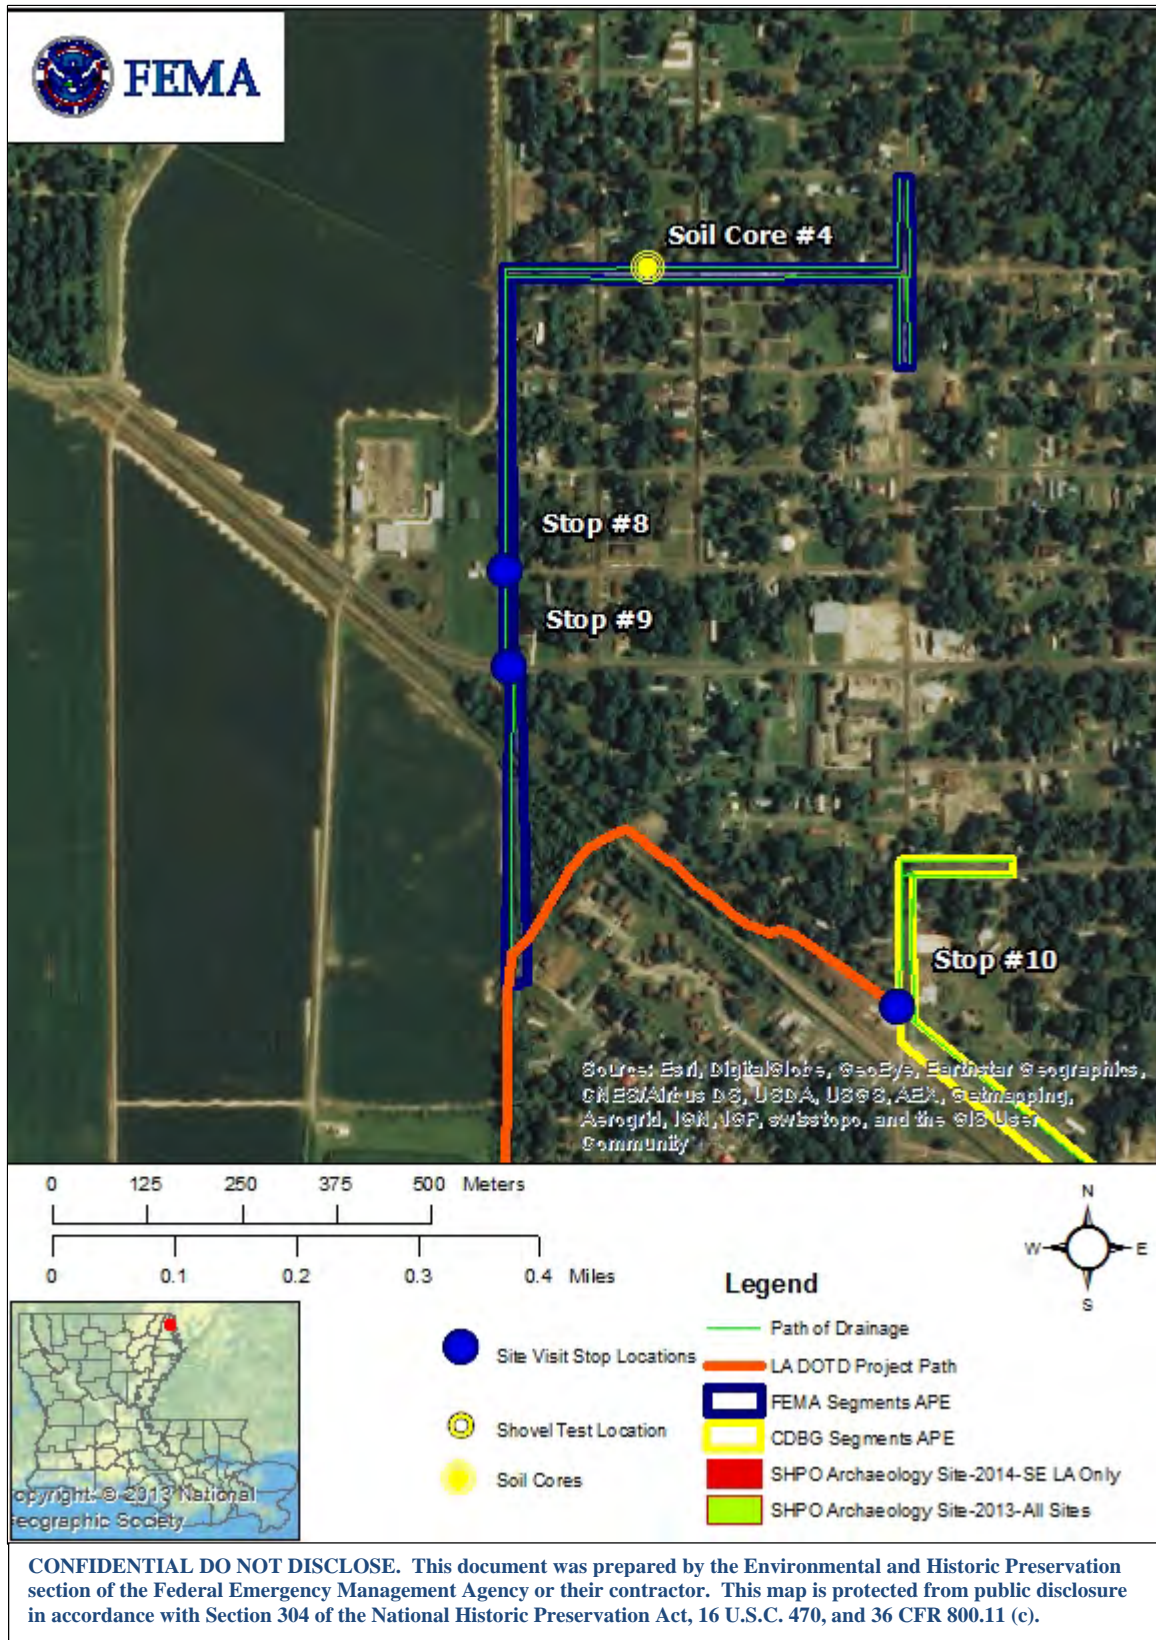 FEMA
Soil Core #4
Stop #8
Stop #9
Stop #10
Source: Esri, DigitalGlobe, GeoEye, Earthstar Geographics,
CNES/Airbus DS, USDA, USGS, AEX, Getmapping,
Aerogrid, IGN, IGP, swisstopo, and the GIS User
Community
0 125 250 375 500 Meters
0 0.1 0.2 0.3 0.4 Miles
N
W E
S
Legend
Site Visit Stop Locations
Shovel Test Location
Soil Cores
Path of Drainage
LA DOTD Project Path
FEMA Segments APE
CDBG Segments APE
SHPO Archaeology Site-2014-SE LA Only
SHPO Archaeology Site-2013-All Sites
opyright: © 2013 National
eographic Society
CONFIDENTIAL DO NOT DISCLOSE. This document was prepared by the Environmental and Historic Preservation
section of the Federal Emergency Management Agency or their contractor. This map is protected from public disclosure
in accordance with Section 304 of the National Historic Preservation Act, 16 U.S.C. 470, and 36 CFR 800.11 (c).